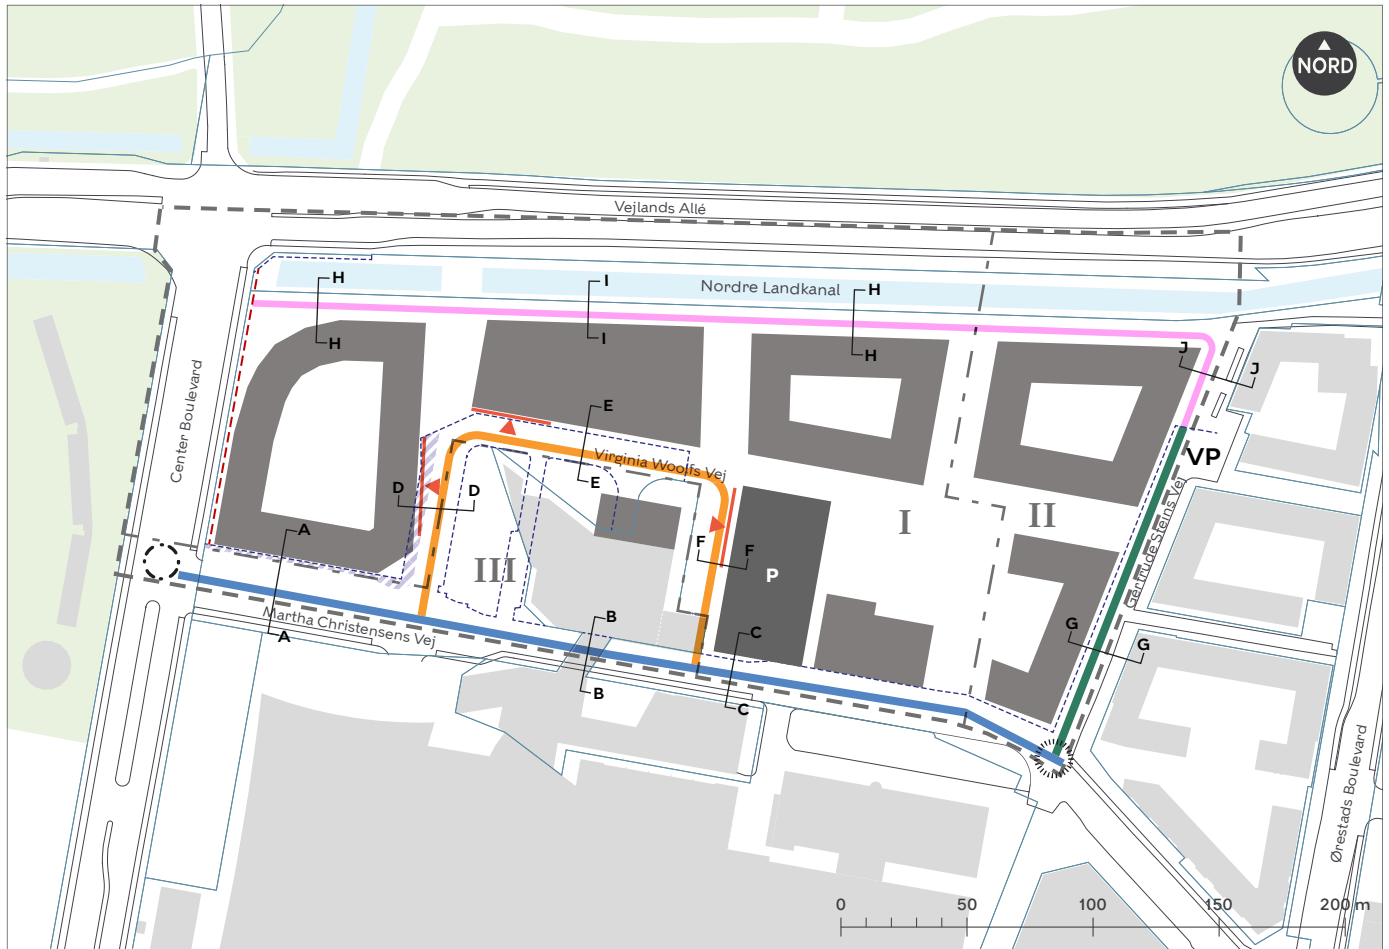 NORD
Vejlands Allé
H
I
Nordre Landkanal
H
H
I
H
J
J
Center Boulevard
E
Virginia Woolfs Vej
E
VP
D
D
A
F
F
P
I
II
III
Gertrude Steins Vej
Martha Christensens Vej
A
B
C
G
G
B
C
Ørestads Boulevard
0
50
100
150
200 m